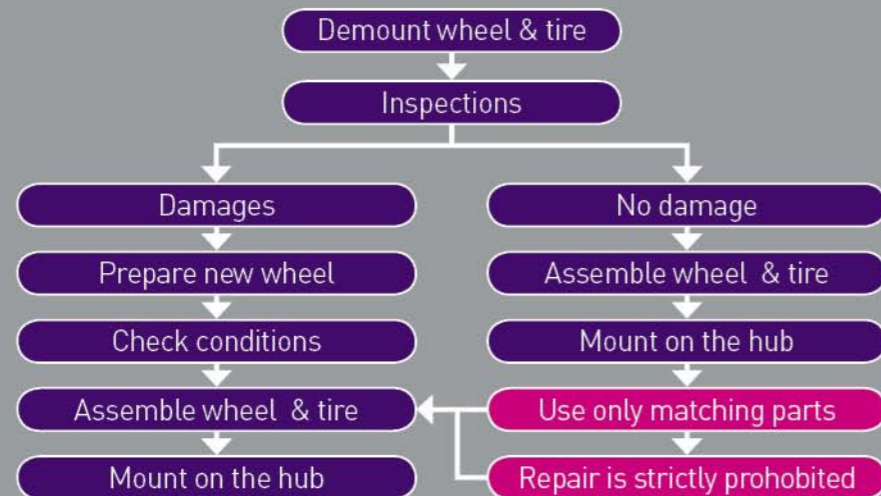 Demount wheel & tire
Inspections
Damages
No damage
Prepare new wheel
Assemble wheel & tire
Check conditions
Mount on the hub
Assemble wheel & tire
Use only matching parts
Mount on the hub
Repair is strictly prohobited